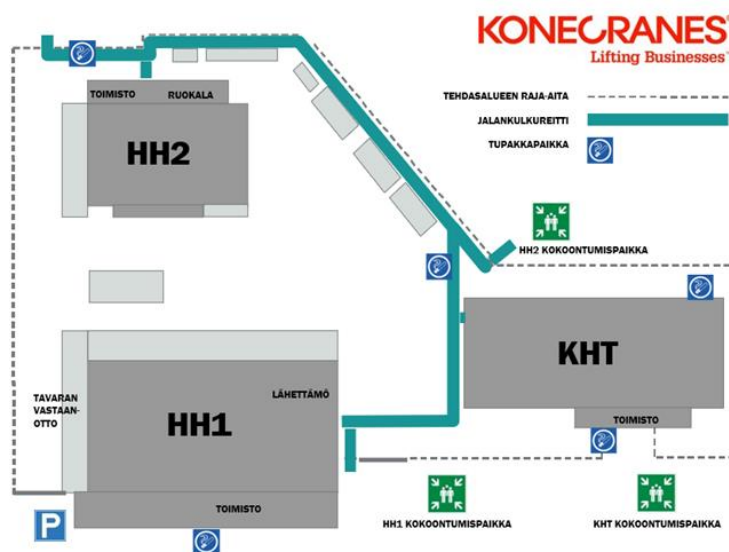 KONECRANES®
Lifting Businesses™
TEHDASALUEEN RAJA-AITA
JALANKULKUREITTI
TUPAKKAPAIKKA
TOIMISTO
RUOKALA
HH2
HH2 KOKOONTUMISPAIKKA
KHT
TOIMISTO
TAVARAN
VASTAAN-
OTTO
LÄHETTÄMÖ
HH1
TOIMISTO
P
HH1 KOKOONTUMISPAIKKA
KHT KOKOONTUMISPAIKKA